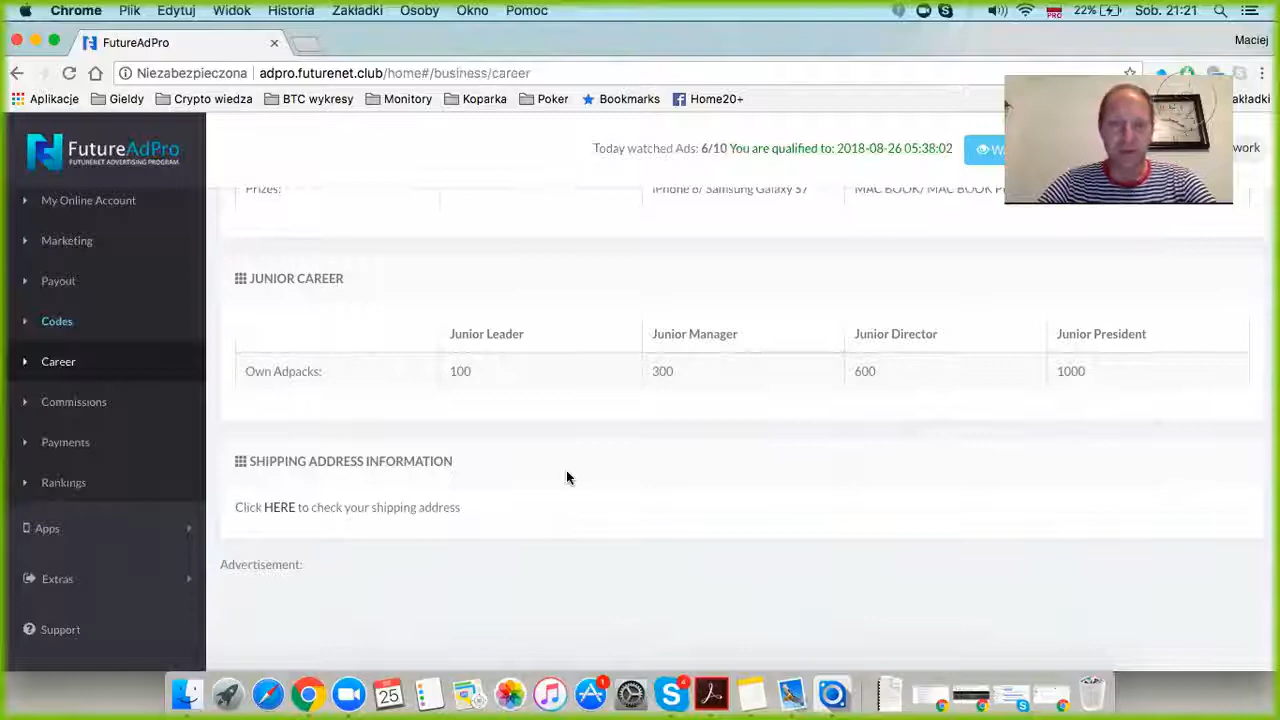 Chrome Plik Edytuj Widok Historia Zakładki Osoby Okno Pomoc 22% Sob. 21:21
FutureAdPro
Maciej
Niezabezpieczona adpro.futurenet.club/home#/business/career
Aplikacje Gieldy Crypto wiedza BTC wykresy Monitory Koparka Poker Bookmarks Home20+
FutureAdPro
FUTURENET ADVERTISING PROGRAM
Today watched Ads: 6/10 You are qualified to: 2018-08-26 05:38:02
Prizes: iPhone 6/ Samsung Galaxy S7 MAC BOOK/ MAC BOOK
My Online Account
Marketing
Payout
Codes
Career
Commissions
Payments
Rankings
Apps
Extras
Support
JUNIOR CAREER
Junior Leader Junior Manager Junior Director Junior President
Own Adpacks: 100 300 600 1000
SHIPPING ADDRESS INFORMATION
Click HERE to check your shipping address
Advertisement:
25